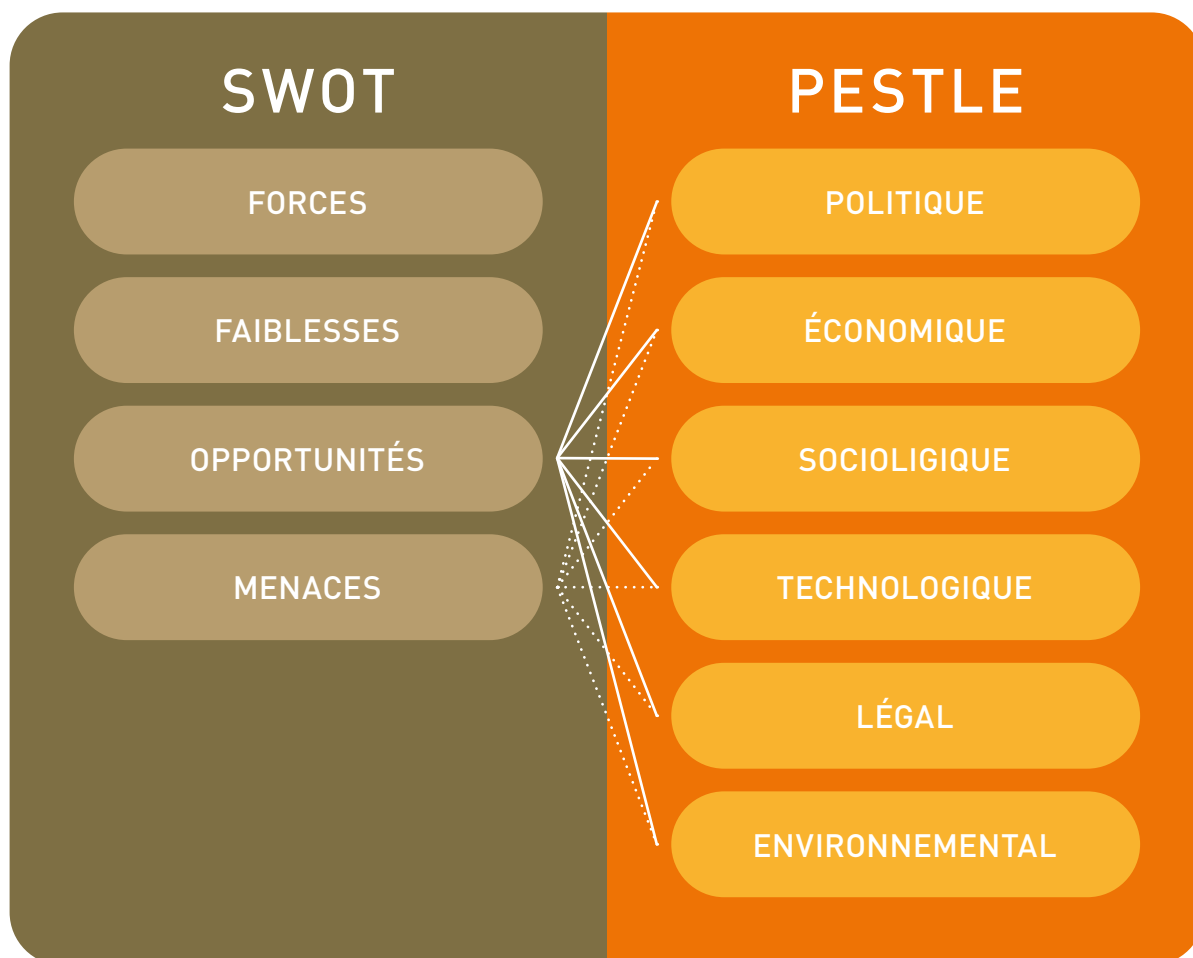 SWOT
FORCES
FAIBLESSES
OPPORTUNITÉS
MENACES
PESTLE
POLITIQUE
ÉCONOMIQUE
SOCIOLIGIQUE
TECHNOLOGIQUE
LÉGAL
ENVIRONNEMENTAL